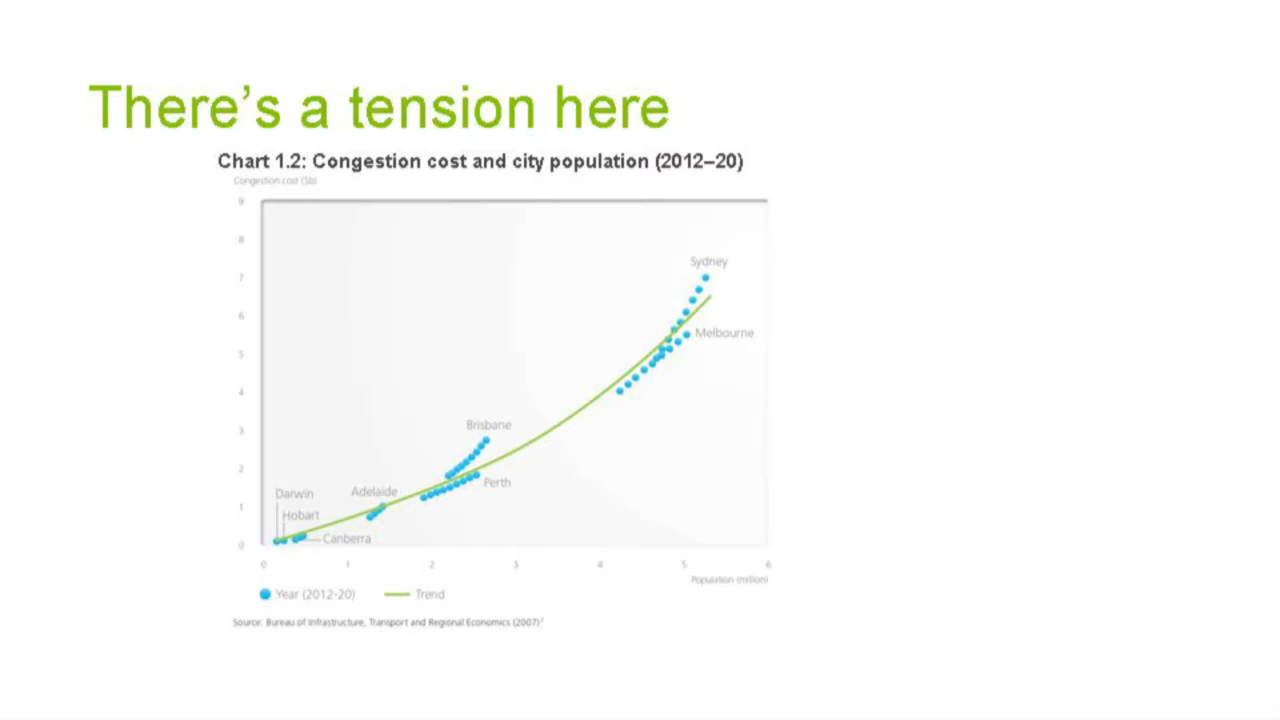 There's a tension here
Chart 1.2: Congestion cost and city population (2012–20)
Congestion cost ($b)
9
8
7
6
5
4
3
2
1
0
Sydney
Melbourne
Brisbane
Perth
Adelaide
Darwin
Hobart
Canberra
0 1 2 3 4 5 6
Population (million)
Year (2012-20) Trend
Source: Bureau of Infrastructure, Transport and Regional Economics (2007)¹